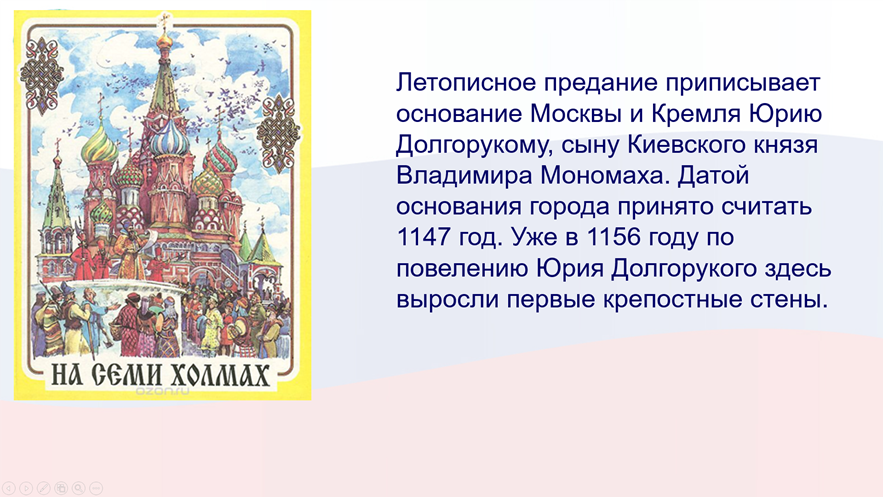 Летописное предание приписывает
основание Москвы и Кремля Юрию
Долгорукому, сыну Киевского князя
Владимира Мономаха. Датой
основания города принято считать
1147 год. Уже в 1156 году по
повелению Юрия Долгорукого здесь
выросли первые крепостные стены.
НА СЕМИ ХОЛМАХ
ozon.ru